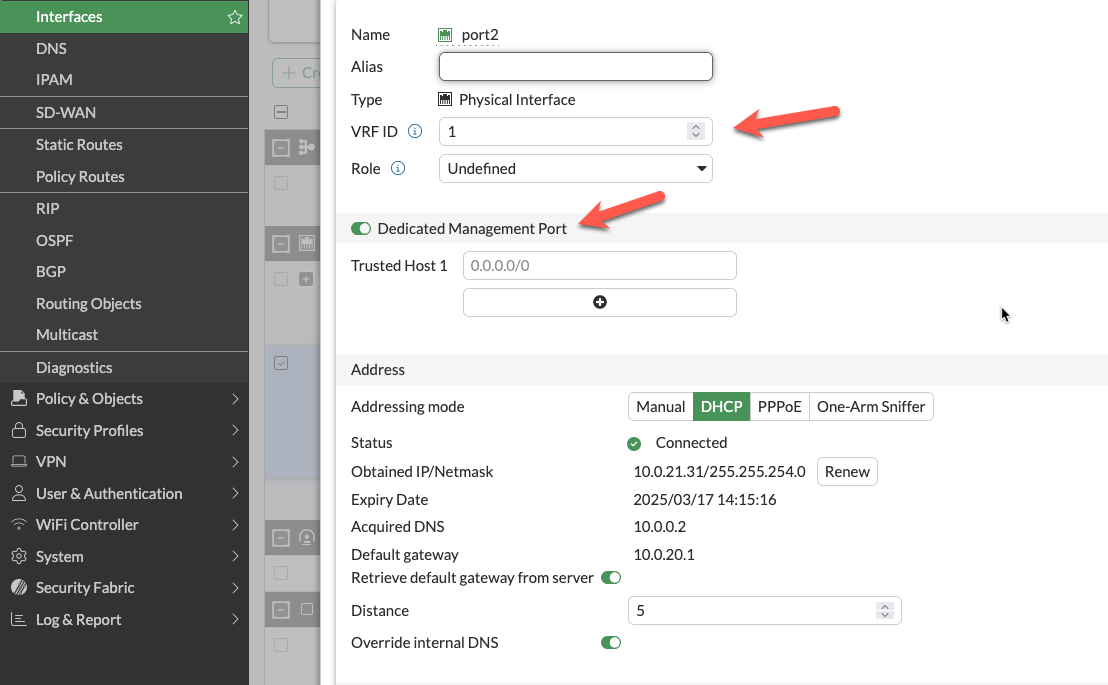 Interfaces
DNS
IPAM
SD-WAN
Static Routes
Policy Routes
RIP
OSPF
BGP
Routing Objects
Multicast
Diagnostics
Policy & Objects
Security Profiles
VPN
User & Authentication
WiFi Controller
System
Security Fabric
Log & Report
Name port2
Alias
Type Physical Interface
VRF ID 1
Role Undefined
Dedicated Management Port
Trusted Host 1 0.0.0.0/0
Address
Addressing mode Manual DHCP PPPoE One-Arm Sniffer
Status Connected
Obtained IP/Netmask 10.0.21.31/255.255.254.0 Renew
Expiry Date 2025/03/17 14:15:16
Acquired DNS 10.0.0.2
Default gateway 10.0.20.1
Retrieve default gateway from server
Distance 5
Override internal DNS